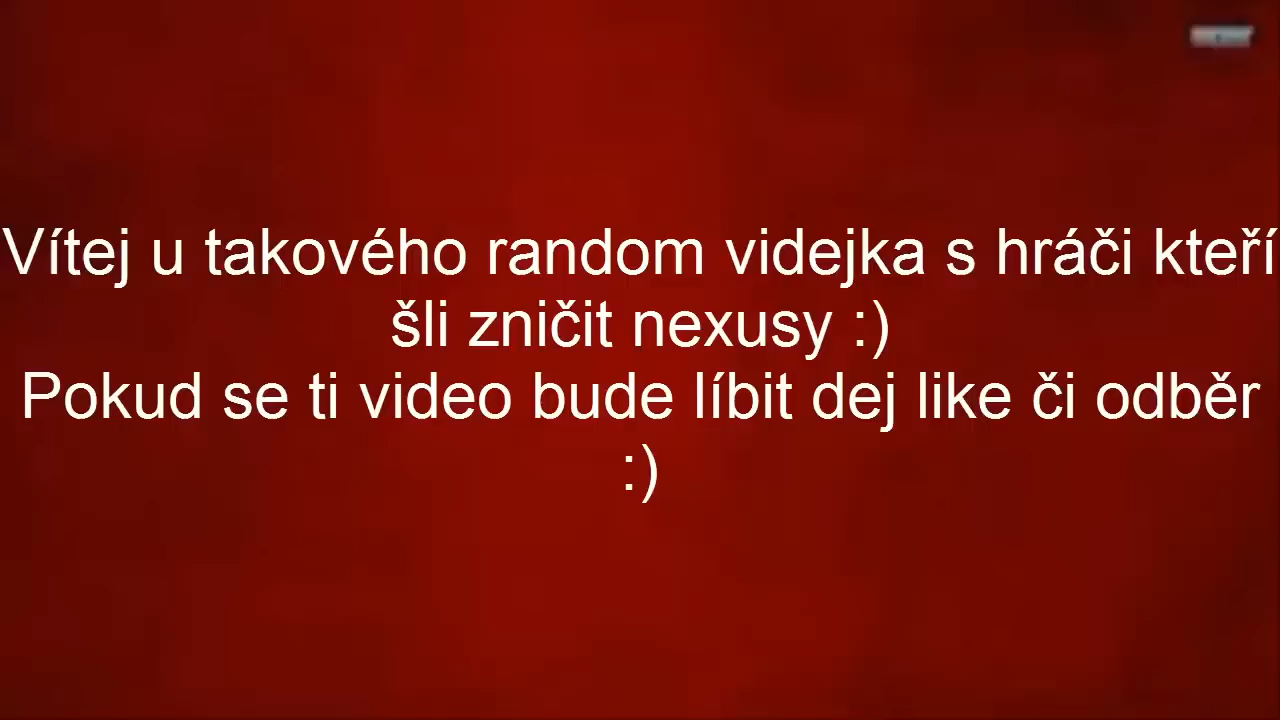 Vítej u takového random videjka s hráči kteří
šli zničit nexusy :)
Pokud se ti video bude líbit dej like či odběr
:)